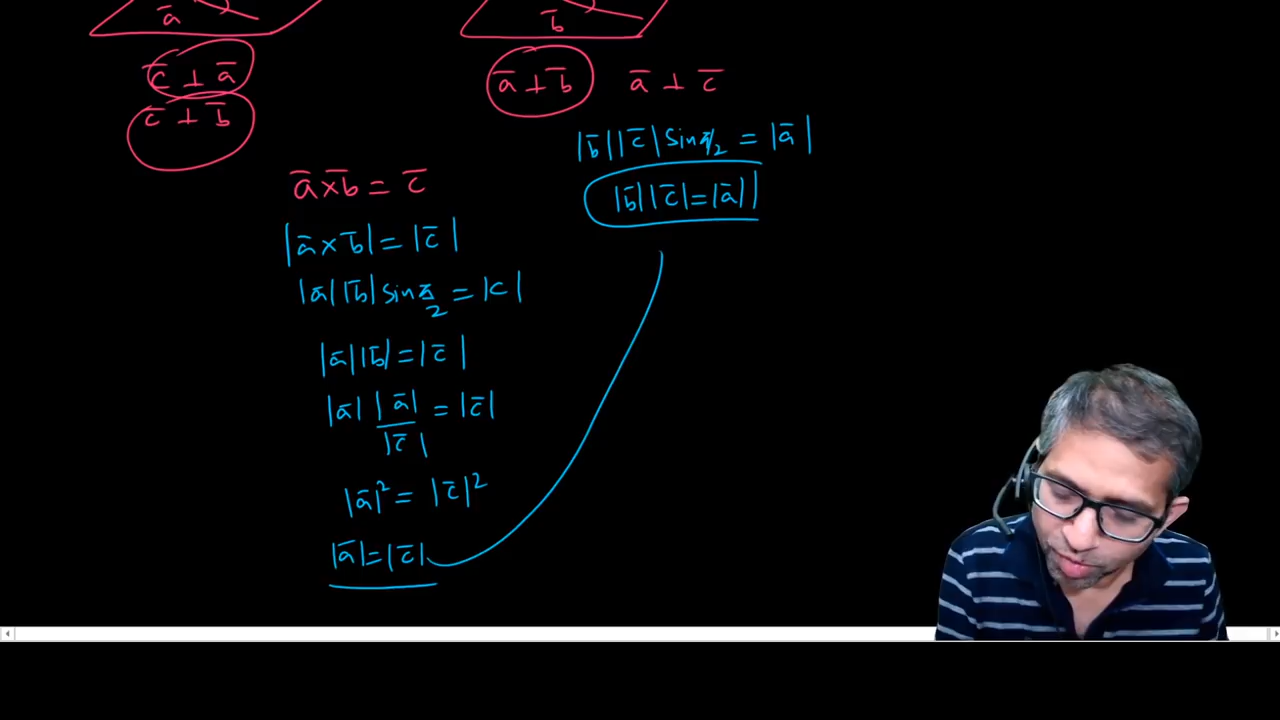 a̅
b̅
c̅ ⊥ a̅
c̅ ⊥ b̅
a̅ ⊥ b̅ a̅ ⊥ c̅
|b̅||c̅| sin π/2 = |a̅|
|b̅||c̅|=|a̅||
a̅×b̅ = c̅
|a̅×b̅| = |c̅|
|a̅||b̅| sin π/2 = |c|
|a̅||b̅| = |c̅|
|a̅| |a̅|/|c̅| = |c̅|
|a̅|² = |c̅|²
|a̅|=|c̅|